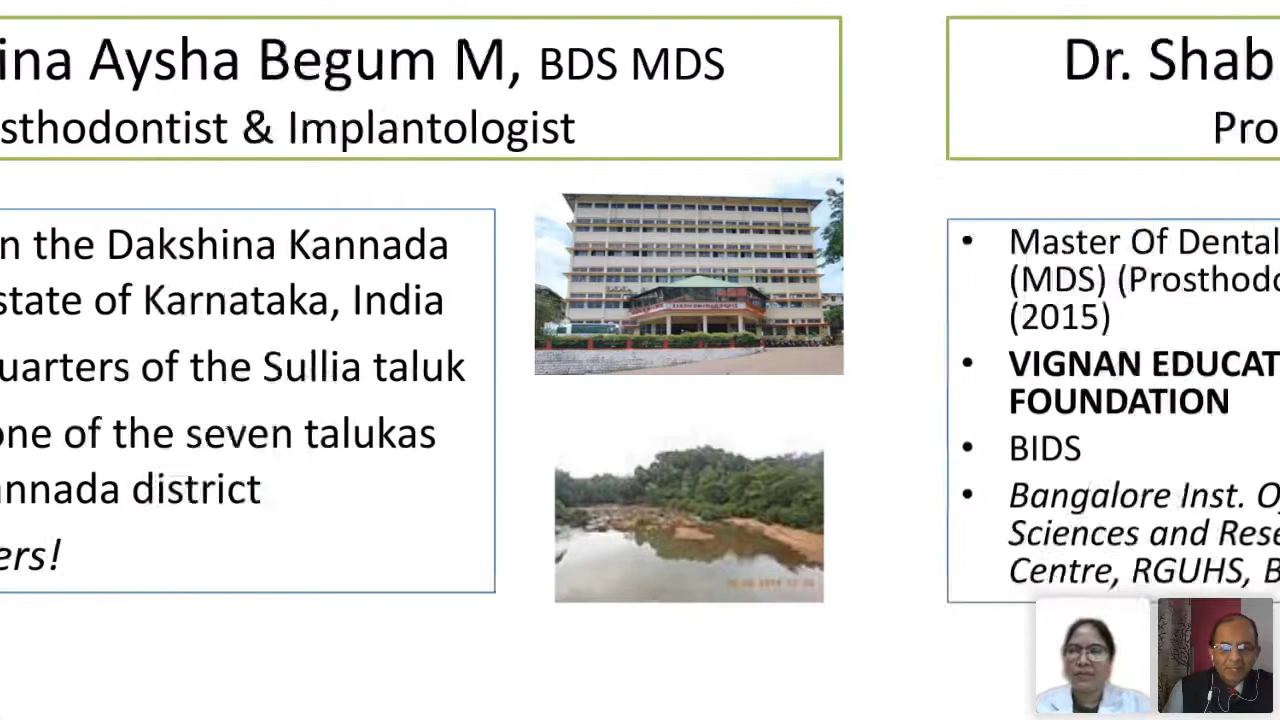 ina Aysha Begum M, BDS MDS
sthodontist & Implantologist
n the Dakshina Kannada
state of Karnataka, India
uarters of the Sullia taluk
one of the seven talukas
annada district
ers!
Dr. Shab
Pro
• Master Of Dental
(MDS) (Prosthodo
(2015)
• VIGNAN EDUCAT
FOUNDATION
• BIDS
• Bangalore Inst. O
Sciences and Rese
Centre, RGUHS, B